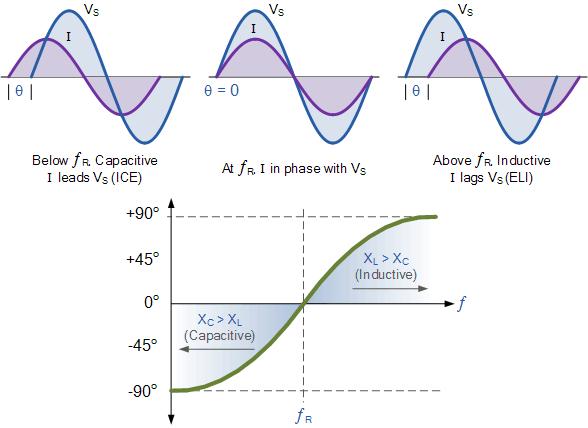 VS
I
| θ |
Below fR, Capacitive
I leads VS (ICE)
VS
I
θ = 0
At fR, I in phase with VS
VS
I
| θ |
Above fR, Inductive
I lags VS (ELI)
+90°
+45°
0°
-45°
-90°
XL > XC
(Inductive)
XC > XL
(Capacitive)
f
fR